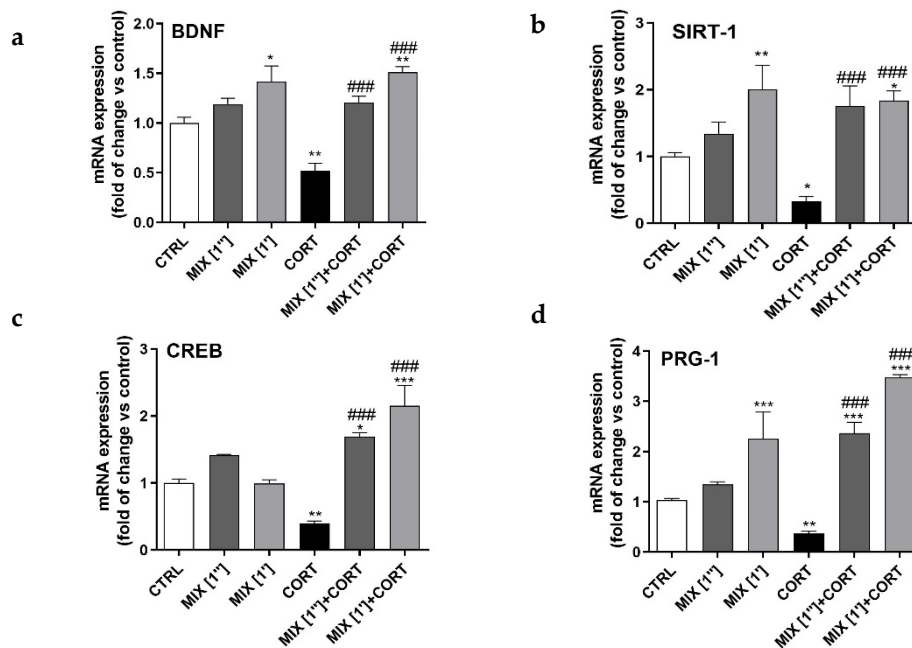 a
BDNF
mRNA expression
(fold of change vs control)
2.0
1.5
1.0
0.5
0.0
*
**
###
###
**
CTRL
MIX [1'']
MIX [1']
CORT
MIX [1'']+CORT
MIX [1']+CORT
b
SIRT-1
mRNA expression
(fold of change vs control)
3
2
1
0
**
*
###
###
*
CTRL
MIX [1'']
MIX [1']
CORT
MIX [1'']+CORT
MIX [1']+CORT
c
CREB
mRNA expression
(fold of change vs control)
3
2
1
0
**
###
*
###
***
CTRL
MIX [1'']
MIX [1']
CORT
MIX [1'']+CORT
MIX [1']+CORT
d
PRG-1
mRNA expression
(fold of change vs control)
4
3
2
1
0
***
**
###
***
###
***
CTRL
MIX [1'']
MIX [1']
CORT
MIX [1'']+CORT
MIX [1']+CORT